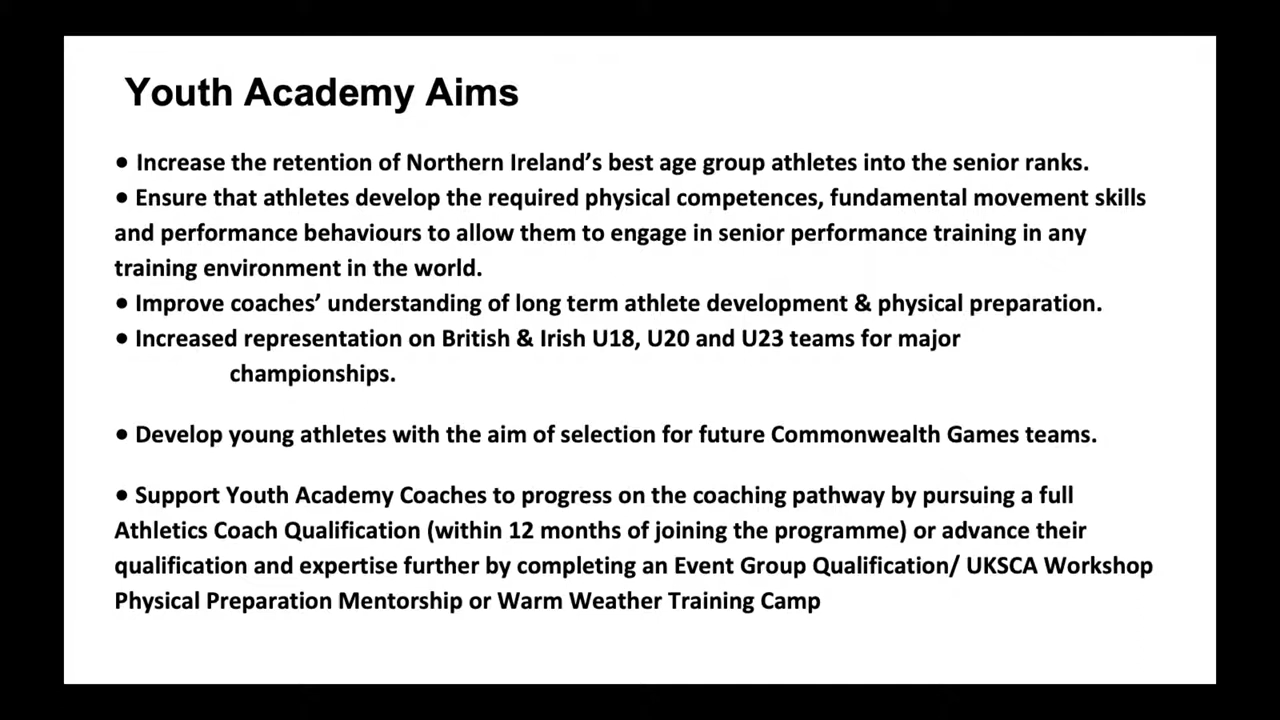 Youth Academy Aims
● Increase the retention of Northern Ireland’s best age group athletes into the senior ranks.
● Ensure that athletes develop the required physical competences, fundamental movement skills
and performance behaviours to allow them to engage in senior performance training in any
training environment in the world.
● Improve coaches’ understanding of long term athlete development & physical preparation.
● Increased representation on British & Irish U18, U20 and U23 teams for major
championships.
● Develop young athletes with the aim of selection for future Commonwealth Games teams.
● Support Youth Academy Coaches to progress on the coaching pathway by pursuing a full
Athletics Coach Qualification (within 12 months of joining the programme) or advance their
qualification and expertise further by completing an Event Group Qualification/ UKSCA Workshop
Physical Preparation Mentorship or Warm Weather Training Camp